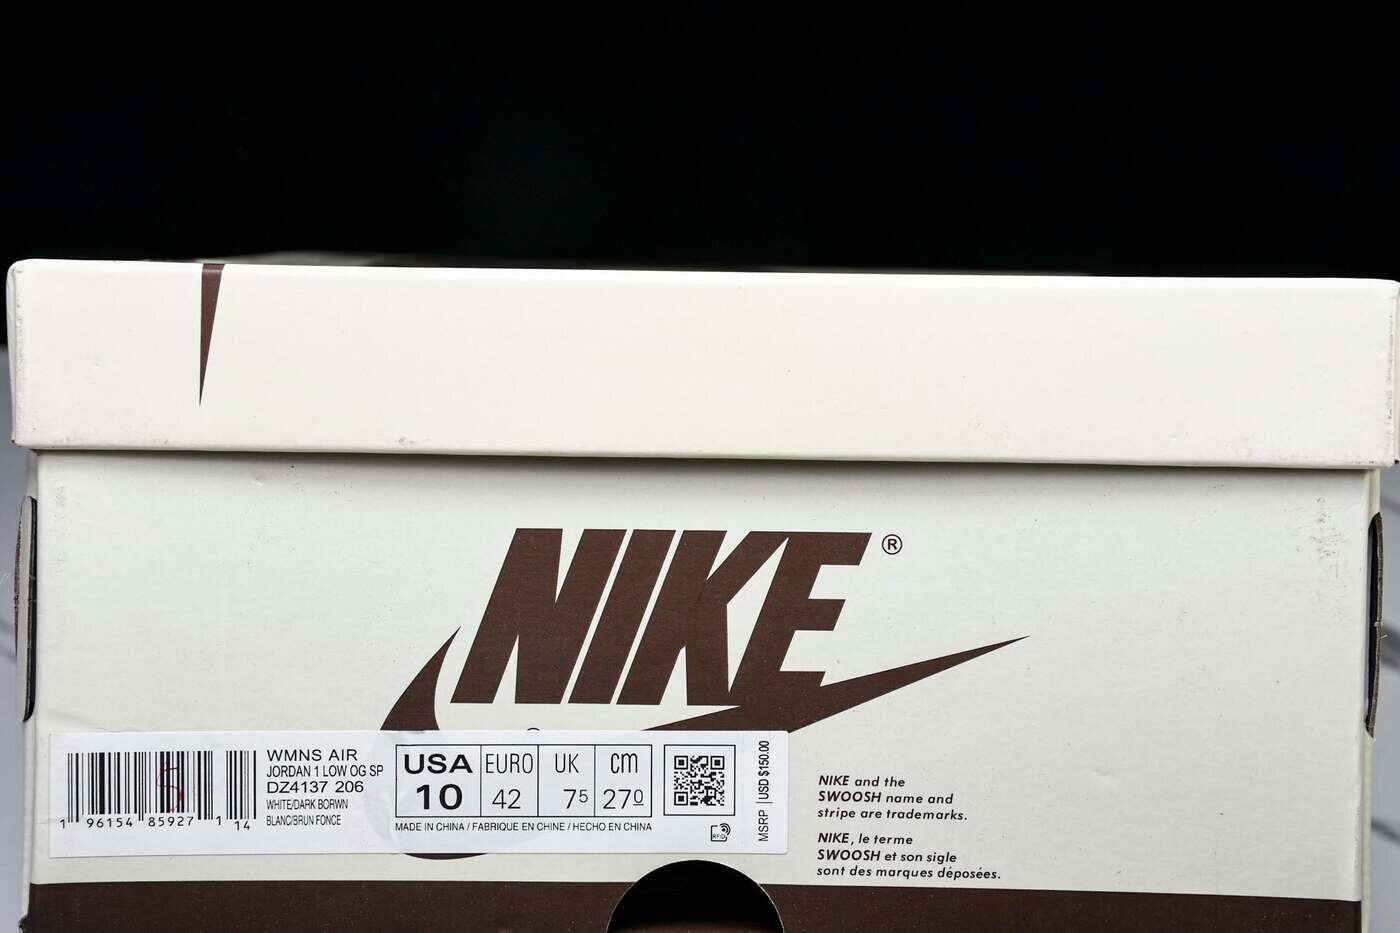 NIKE®
WMNS AIR
JORDAN 1 LOW OG SP
DZ4137 206
WHITE/DARK BORWN
BLANC/BRUN FONCE
1 96154 85927 1 14
5
USA EURO UK cm
10 42 7⁵ 27⁰
MADE IN CHINA / FABRIQUE EN CHINE / HECHO EN CHINA
RFID
MSRP | USD $150.00
NIKE and the
SWOOSH name and
stripe are trademarks.
NIKE, le terme
SWOOSH et son sigle
sont des marques déposées.